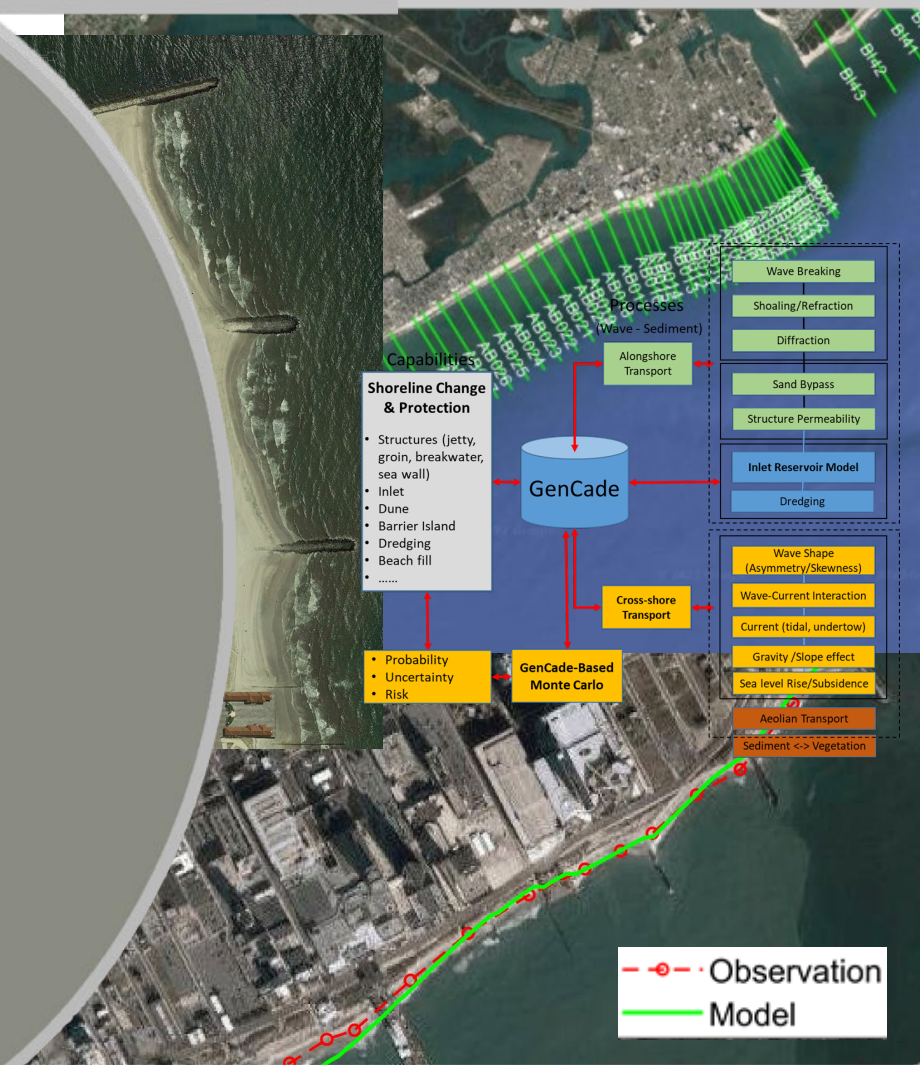 BI41
BI42
BI43
Processes
(Wave - Sediment)
Capabilities
Shoreline Change
& Protection
• Structures (jetty,
groin, breakwater,
sea wall)
• Inlet
• Dune
• Barrier Island
• Dredging
• Beach fill
• ......
Alongshore
Transport
GenCade
Wave Breaking
Shoaling/Refraction
Diffraction
Sand Bypass
Structure Permeability
Inlet Reservoir Model
Dredging
Cross-shore
Transport
Wave Shape
(Asymmetry/Skewness)
Wave-Current Interaction
Current (tidal, undertow)
Gravity /Slope effect
Sea level Rise/Subsidence
Aeolian Transport
Sediment <-> Vegetation
• Probability
• Uncertainty
• Risk
GenCade-Based
Monte Carlo
Observation
Model